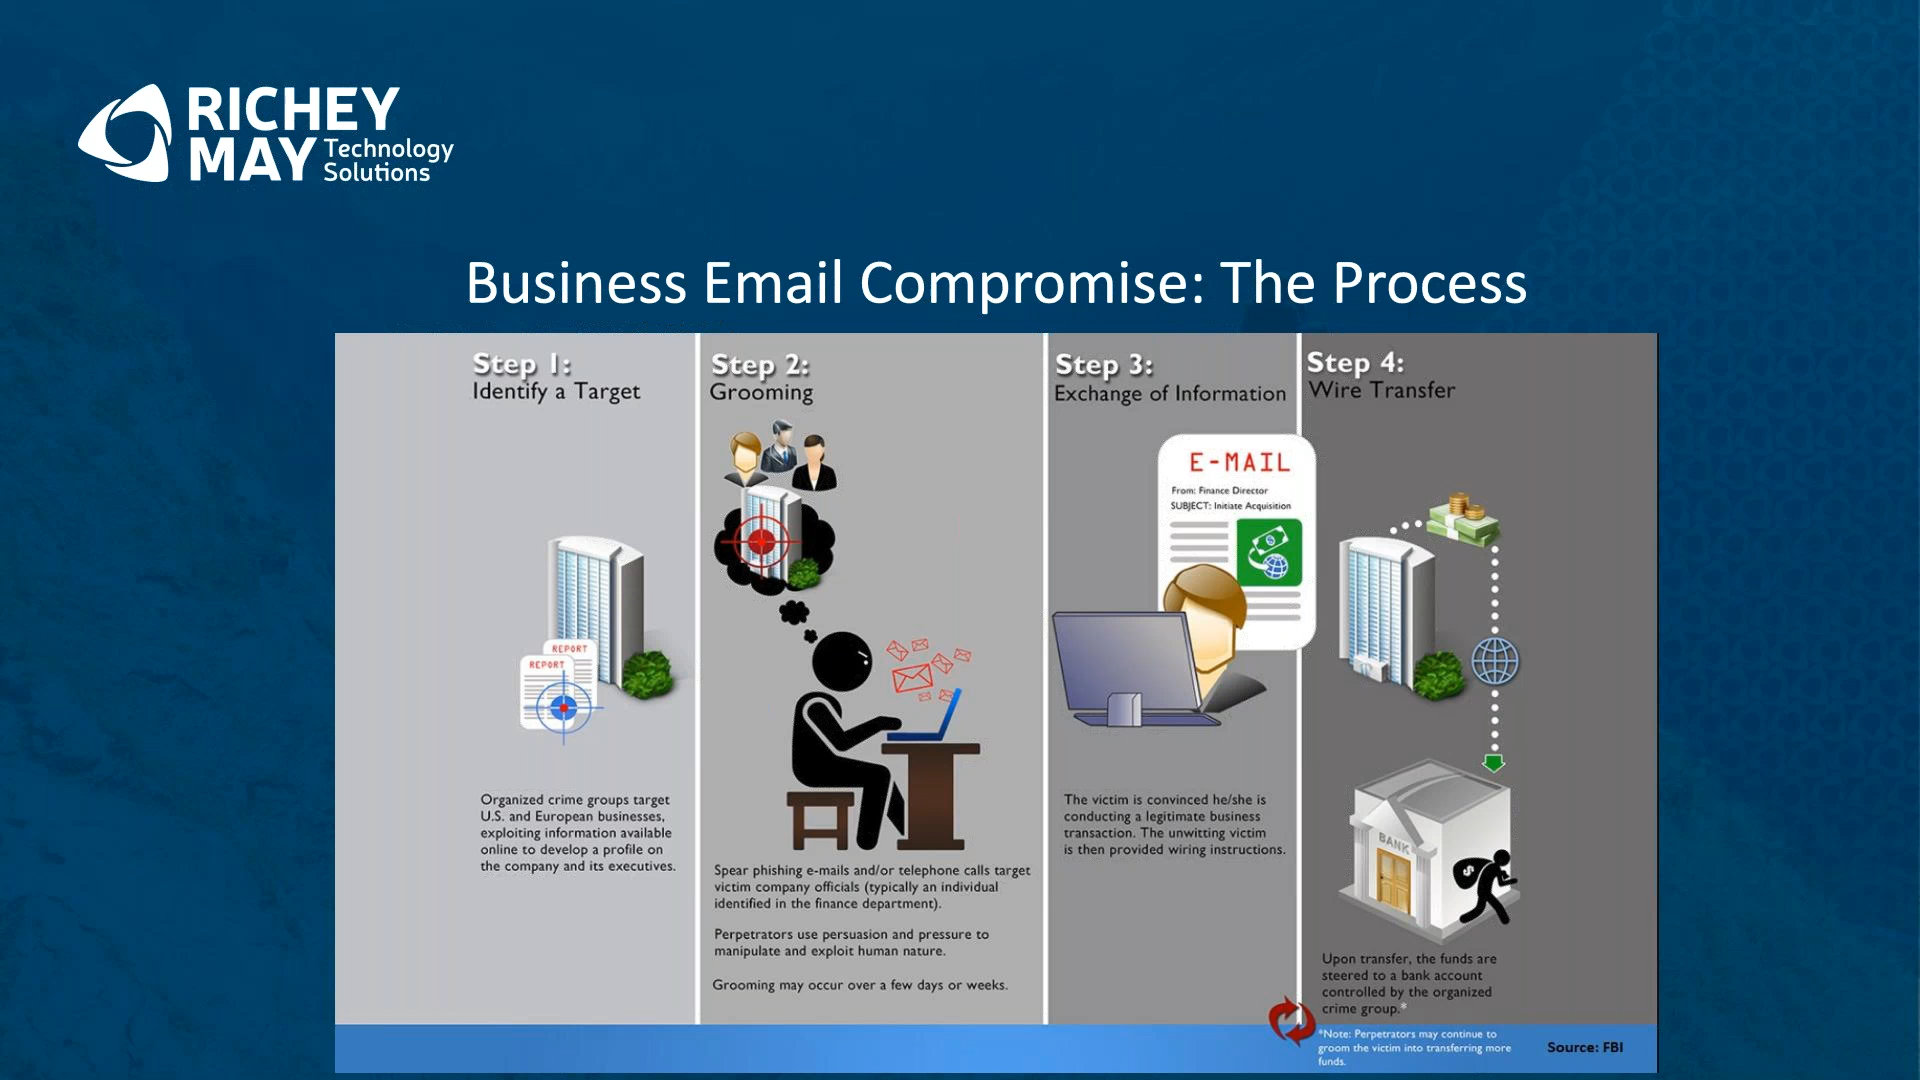 RICHEY
MAY Technology
Solutions
Business Email Compromise: The Process
Step 1:
Identify a Target
REPORT
REPORT
Organized crime groups target
U.S. and European businesses,
exploiting information available
online to develop a profile on
the company and its executives.
Step 2:
Grooming
Spear phishing e-mails and/or telephone calls target
victim company officials (typically an individual
identified in the finance department).
Perpetrators use persuasion and pressure to
manipulate and exploit human nature.
Grooming may occur over a few days or weeks.
Step 3:
Exchange of Information
E-MAIL
From: Finance Director
SUBJECT: Initiate Acquisition
The victim is convinced he/she is
conducting a legitimate business
transaction. The unwitting victim
is then provided wiring instructions.
Step 4:
Wire Transfer
BANK
$
Upon transfer, the funds are
steered to a bank account
controlled by the organized
crime group.*
*Note: Perpetrators may continue to
groom the victim into transferring more
funds.
Source: FBI